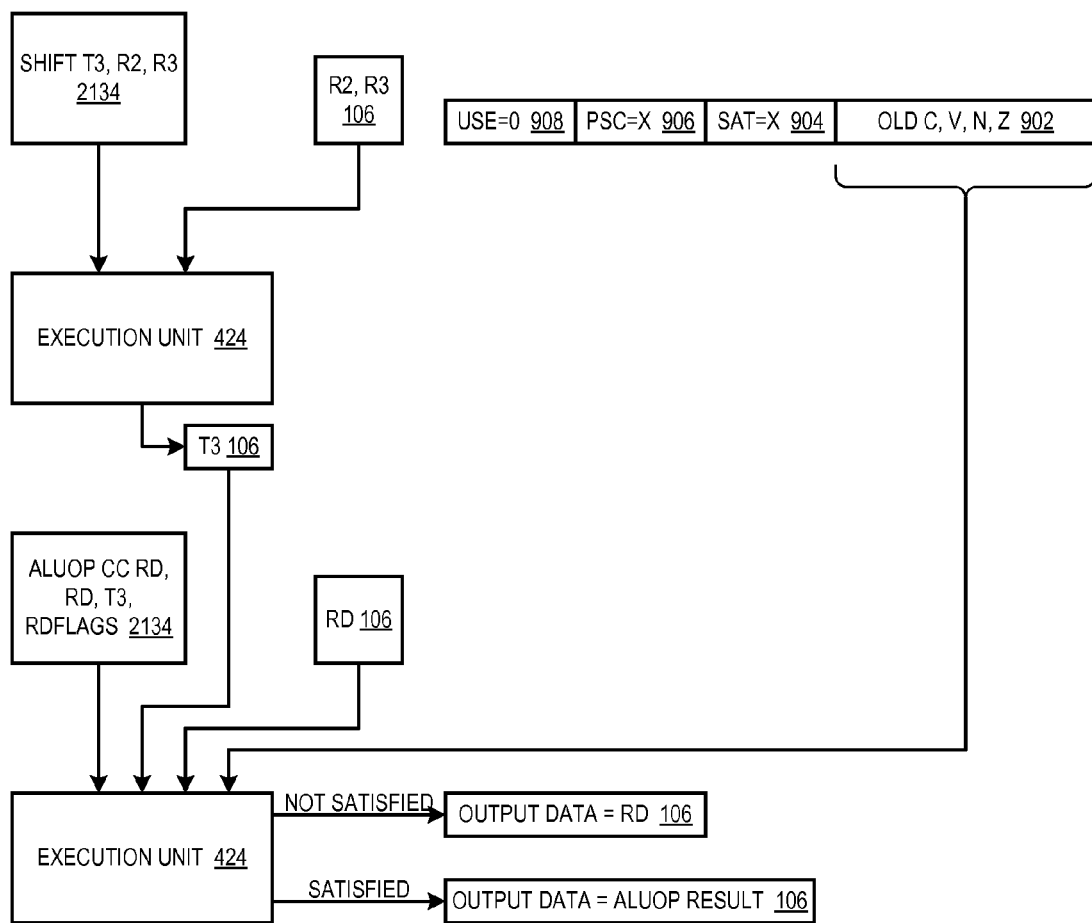 SHIFT T3, R2, R3
2134
R2, R3
106
USE=0 908
PSC=X 906
SAT=X 904
OLD C, V, N, Z 902
EXECUTION UNIT 424
T3 106
ALUOP CC RD,
RD, T3,
RDFLAGS 2134
RD 106
EXECUTION UNIT 424
NOT SATISFIED
OUTPUT DATA = RD 106
SATISFIED
OUTPUT DATA = ALUOP RESULT 106